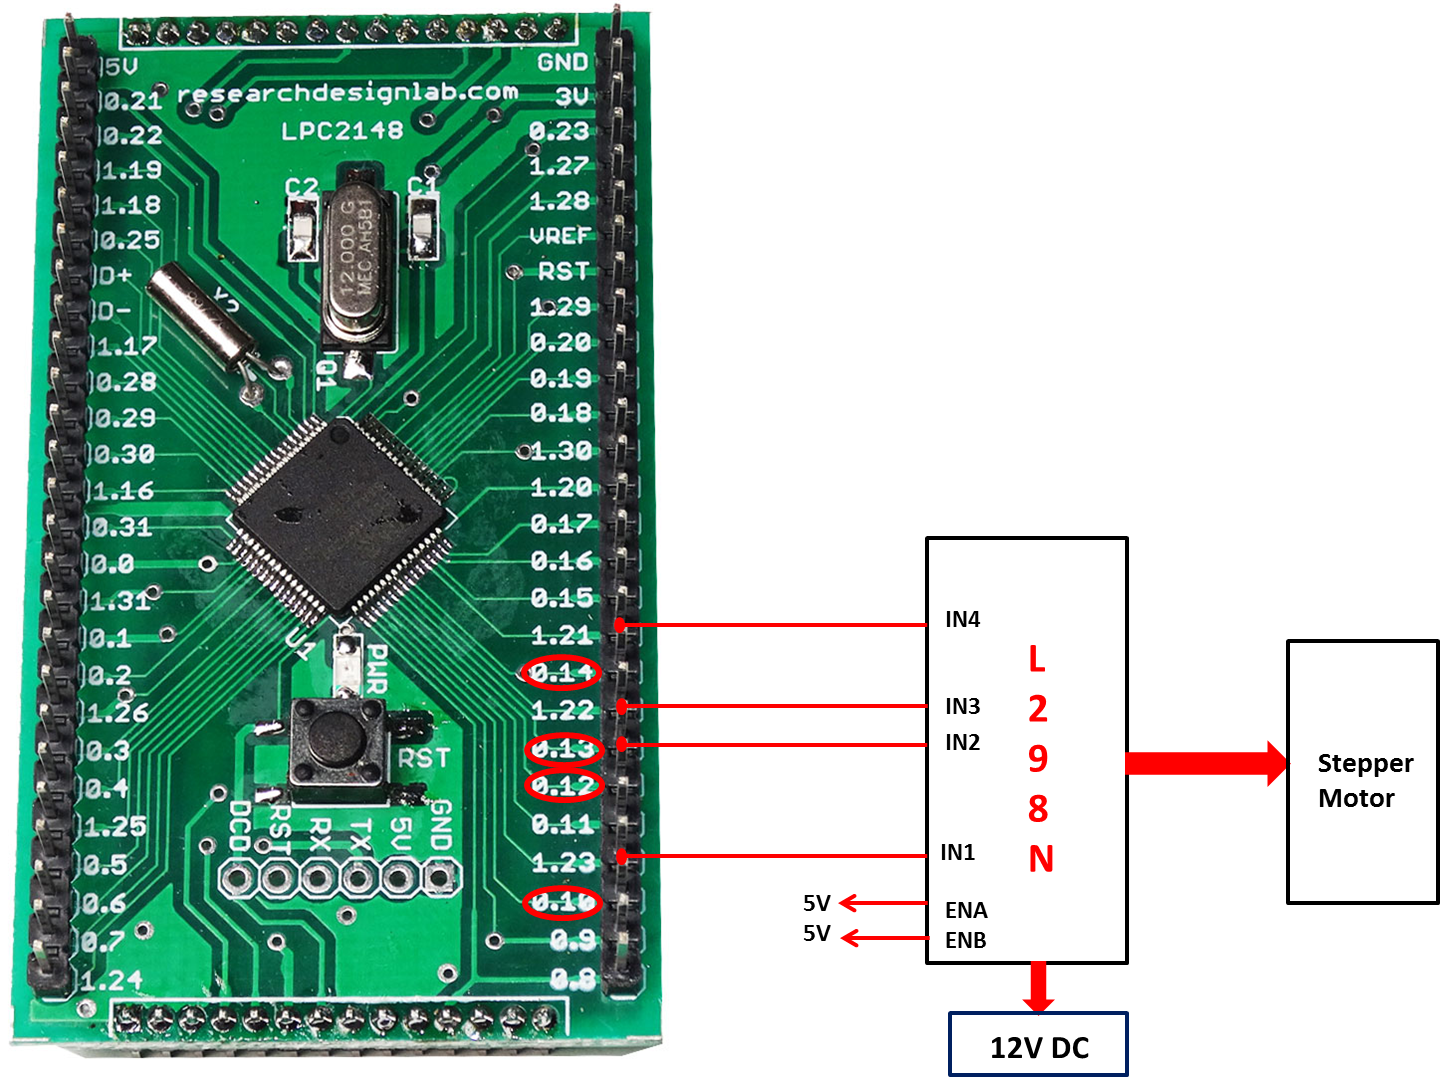 5V
0.21
0.22
1.19
1.18
0.25
D+
D-
1.17
0.28
0.29
0.30
1.16
0.31
0.0
1.31
0.1
0.2
1.26
0.3
0.4
1.25
0.5
0.6
0.7
1.24
researchdesignlab.com
LPC2148
C2
C1
12.000 G
MEC AH5B1
Y2
Q1
U1
PWR
RST
DCD
RST
RX
TX
5V
GND
GND
3V
0.23
1.27
1.28
VREF
RST
1.29
0.20
0.19
0.18
1.30
1.20
0.17
0.16
0.15
1.21
0.14
1.22
0.13
0.12
0.11
1.23
0.10
0.9
0.8
IN4
IN3
IN2
IN1
ENA
ENB
5V
5V
L
2
9
8
N
Stepper
Motor
12V DC